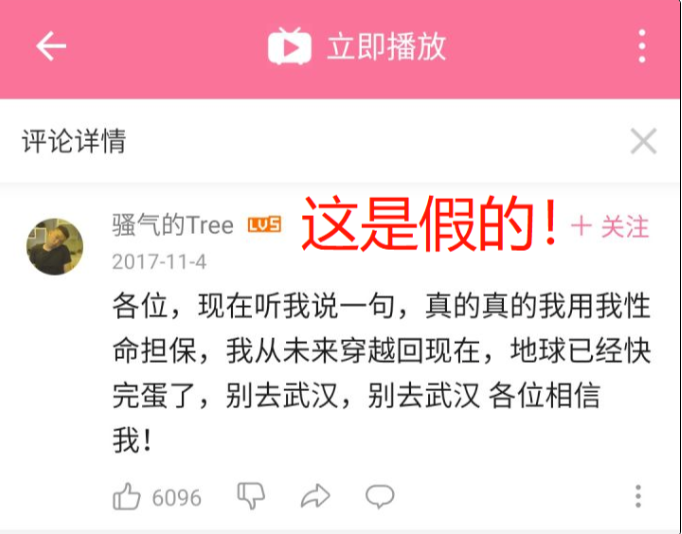 立即播放
评论详情
骚气的Tree LV5 这是假的! + 关注
2017-11-4
各位，现在听我说一句，真的真的我用我性
命担保，我从未来穿越回现在，地球已经快
完蛋了，别去武汉，别去武汉 各位相信
我！
6096